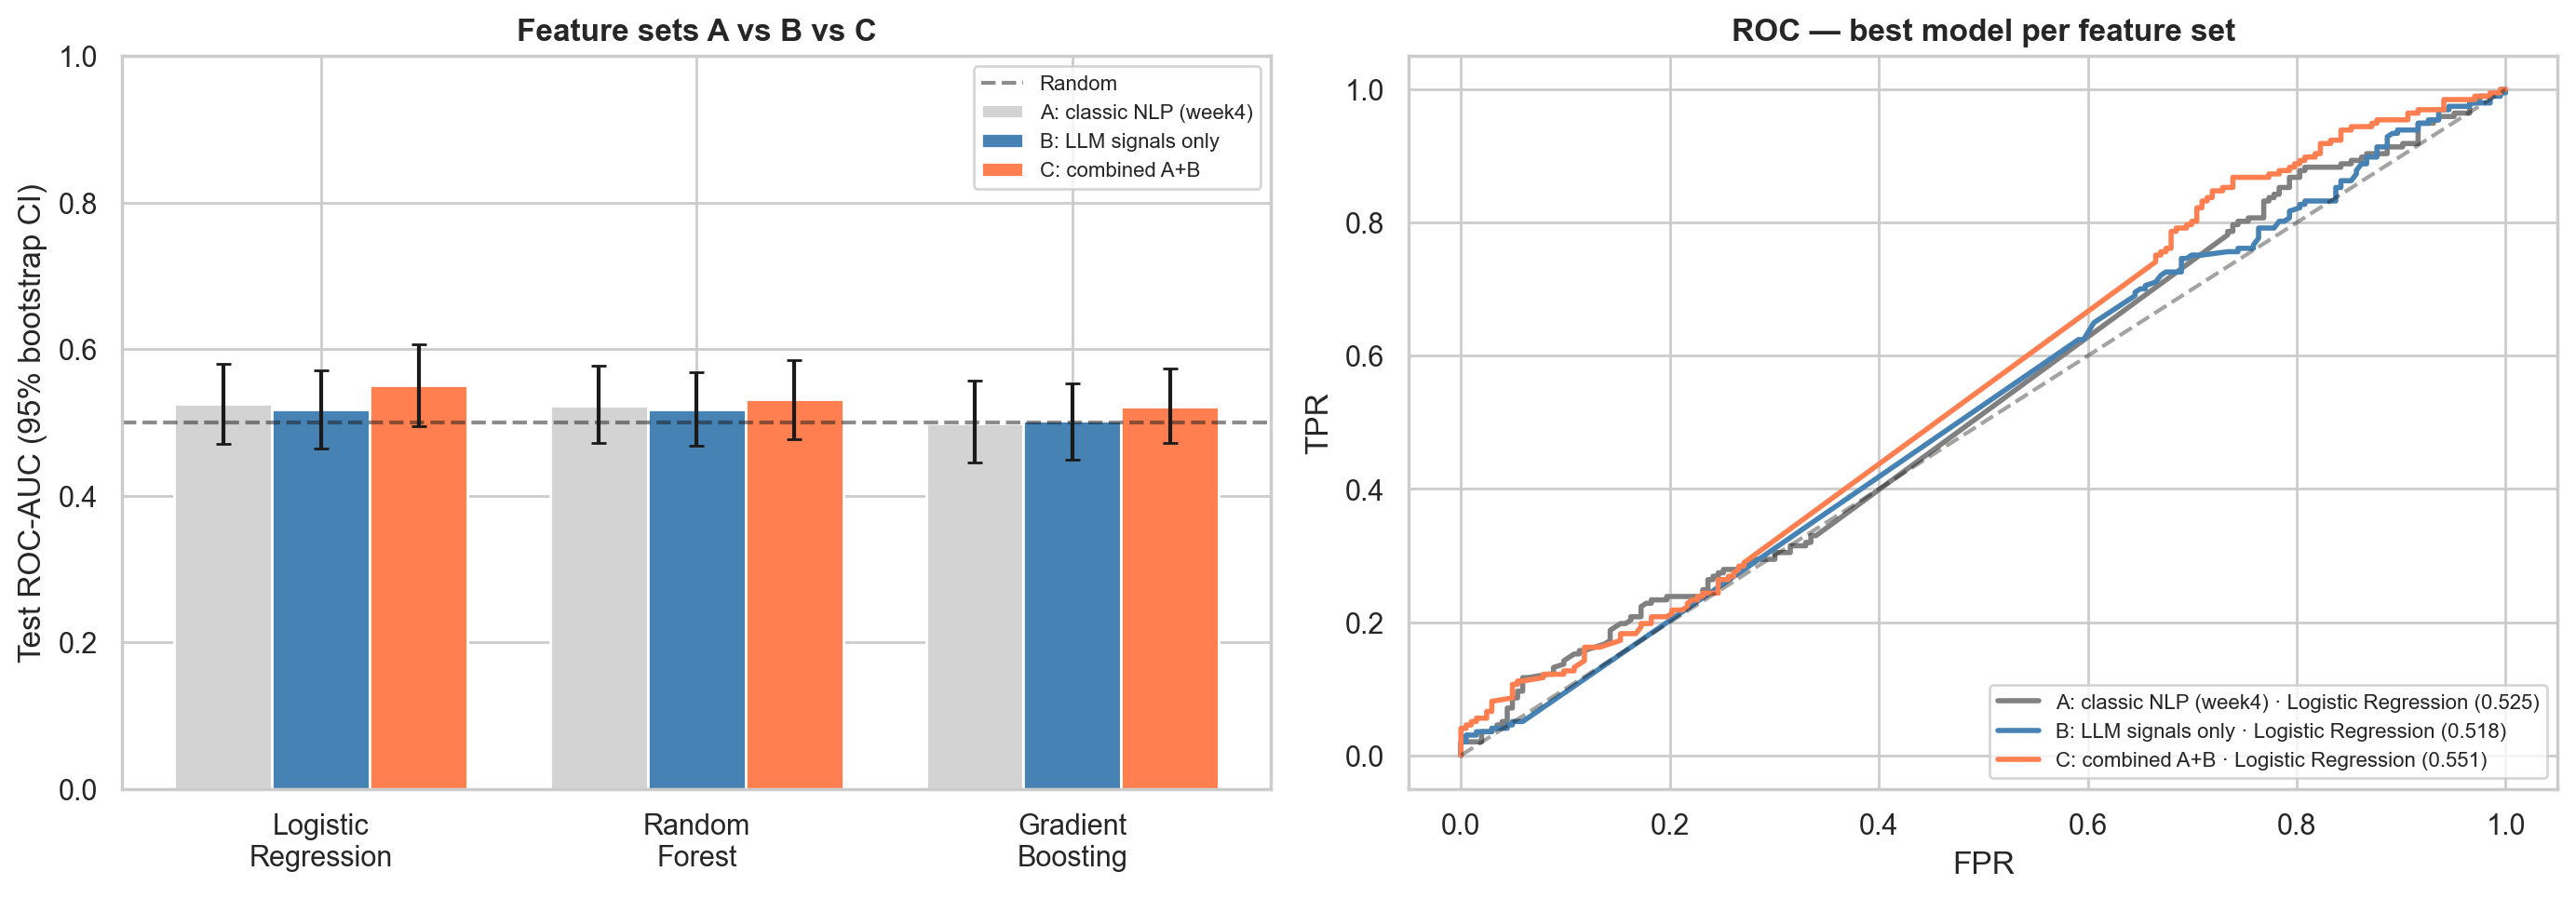 Feature sets A vs B vs C
Test ROC-AUC (95% bootstrap CI)
1.0
0.8
0.6
0.4
0.2
0.0
Random
A: classic NLP (week4)
B: LLM signals only
C: combined A+B
Logistic
Regression
Random
Forest
Gradient
Boosting
ROC — best model per feature set
TPR
1.0
0.8
0.6
0.4
0.2
0.0
A: classic NLP (week4) · Logistic Regression (0.525)
B: LLM signals only · Logistic Regression (0.518)
C: combined A+B · Logistic Regression (0.551)
0.0 0.2 0.4 0.6 0.8 1.0
FPR